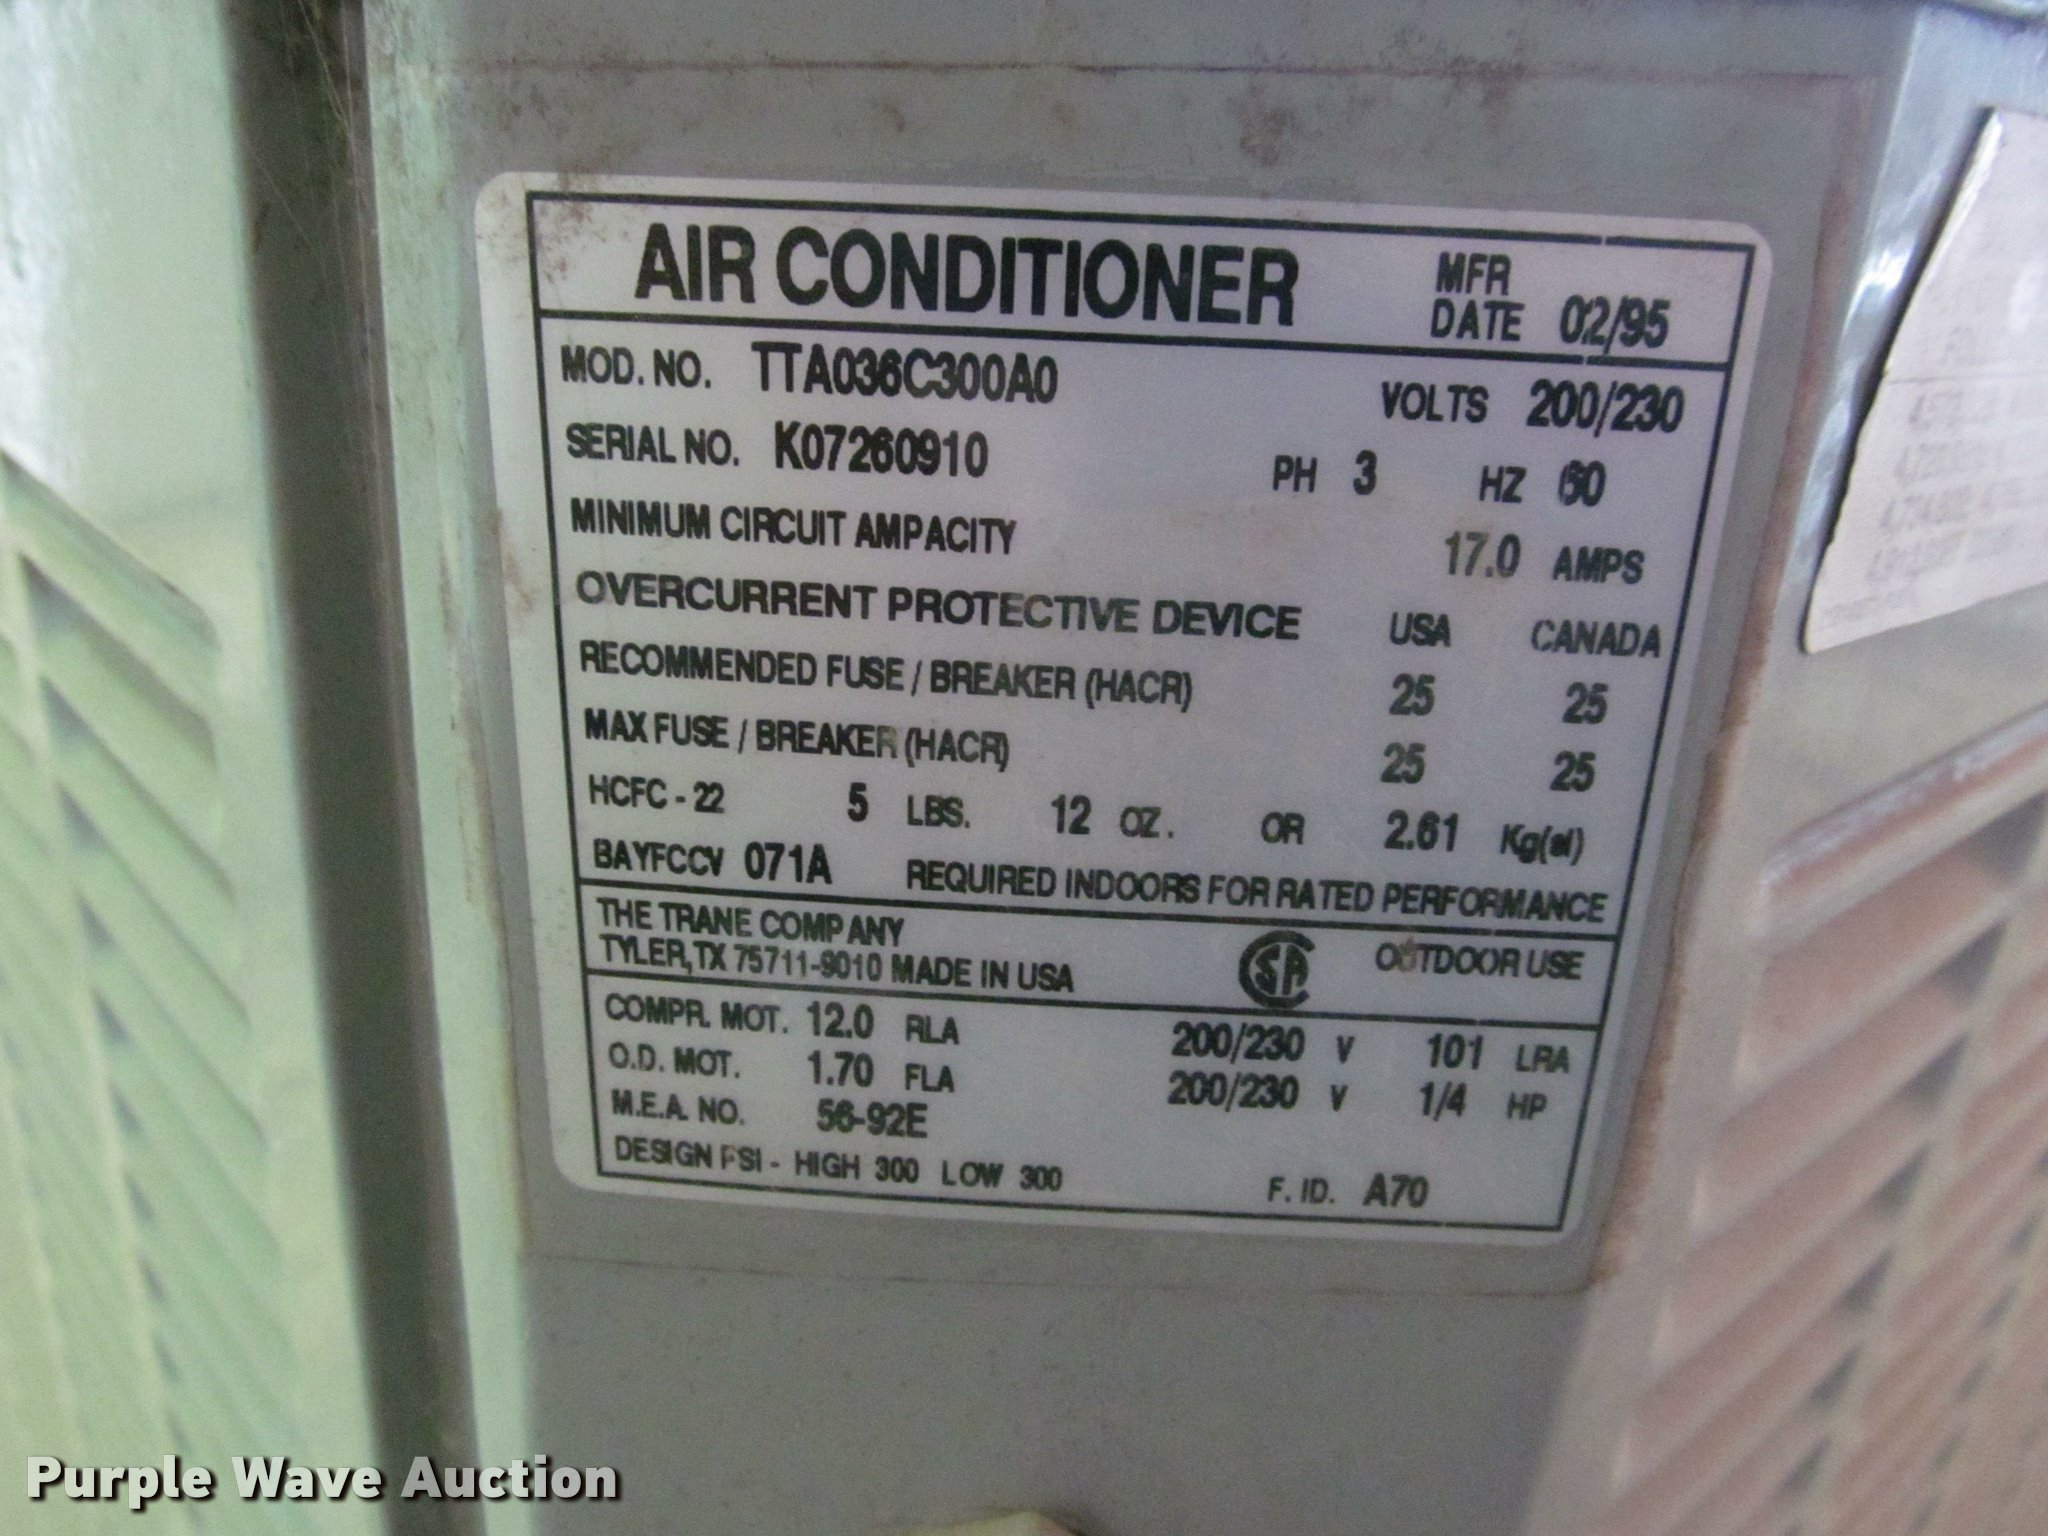 AIR CONDITIONER MFR DATE 02/95
MOD. NO. TTA036C300A0 VOLTS 200/230
SERIAL NO. K07260910 PH 3 HZ 60
MINIMUM CIRCUIT AMPACITY 17.0 AMPS
OVERCURRENT PROTECTIVE DEVICE USA CANADA
RECOMMENDED FUSE / BREAKER (HACR) 25 25
MAX FUSE / BREAKER (HACR) 25 25
HCFC - 22 5 LBS. 12 OZ. OR 2.61 Kg(sl)
BAYFCCV 071A REQUIRED INDOORS FOR RATED PERFORMANCE
THE TRANE COMPANY
TYLER, TX 75711-9010 MADE IN USA SA OUTDOOR USE
COMPR. MOT. 12.0 RLA 200/230 V 101 LRA
O.D. MOT. 1.70 FLA 200/230 V 1/4 HP
M.E.A. NO. 56-92E
DESIGN PSI - HIGH 300 LOW 300 F. ID. A70
Purple Wave Auction